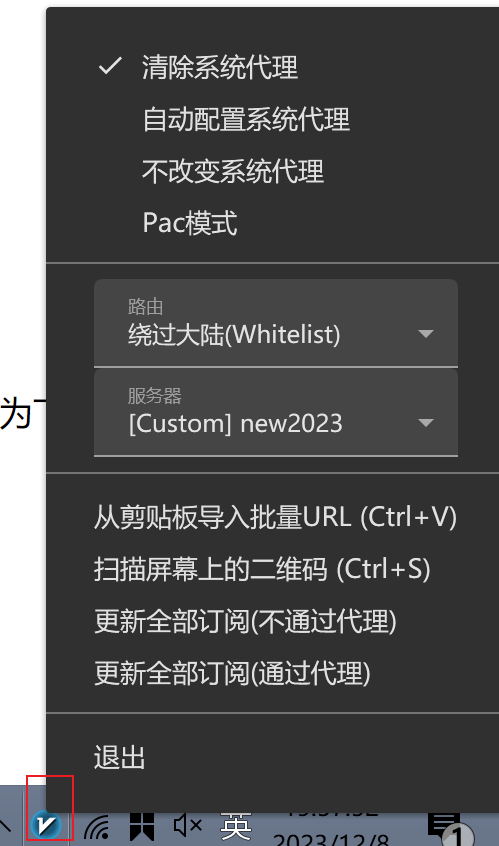 清除系统代理
自动配置系统代理
不改变系统代理
Pac模式
路由
绕过大陆(Whitelist)
服务器
[Custom] new2023
为
从剪贴板导入批量URL (Ctrl+V)
扫描屏幕上的二维码 (Ctrl+S)
更新全部订阅(不通过代理)
更新全部订阅(通过代理)
退出
英
2023/12/8
1